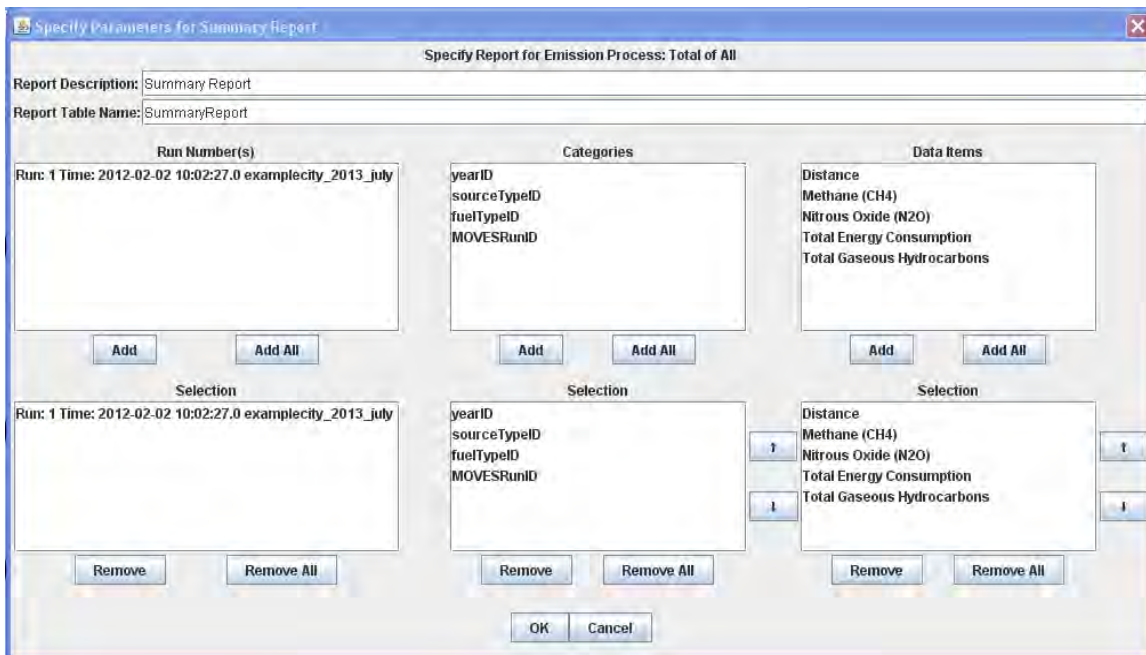 Specify Parameters for Summary Report
Specify Report for Emission Process: Total of All
Report Description: Summary Report
Report Table Name: SummaryReport
Run Number(s)
Run: 1 Time: 2012-02-02 10:02:27.0 examplecity_2013_july
Add Add All
Categories
yearID
sourceTypeID
fuelTypeID
MOVESRunID
Add Add All
Data Items
Distance
Methane (CH4)
Nitrous Oxide (N2O)
Total Energy Consumption
Total Gaseous Hydrocarbons
Add Add All
Selection
Run: 1 Time: 2012-02-02 10:02:27.0 examplecity_2013_july
Remove Remove All
Selection
yearID
sourceTypeID
fuelTypeID
MOVESRunID
Remove Remove All
Selection
Distance
Methane (CH4)
Nitrous Oxide (N2O)
Total Energy Consumption
Total Gaseous Hydrocarbons
Remove Remove All
OK Cancel